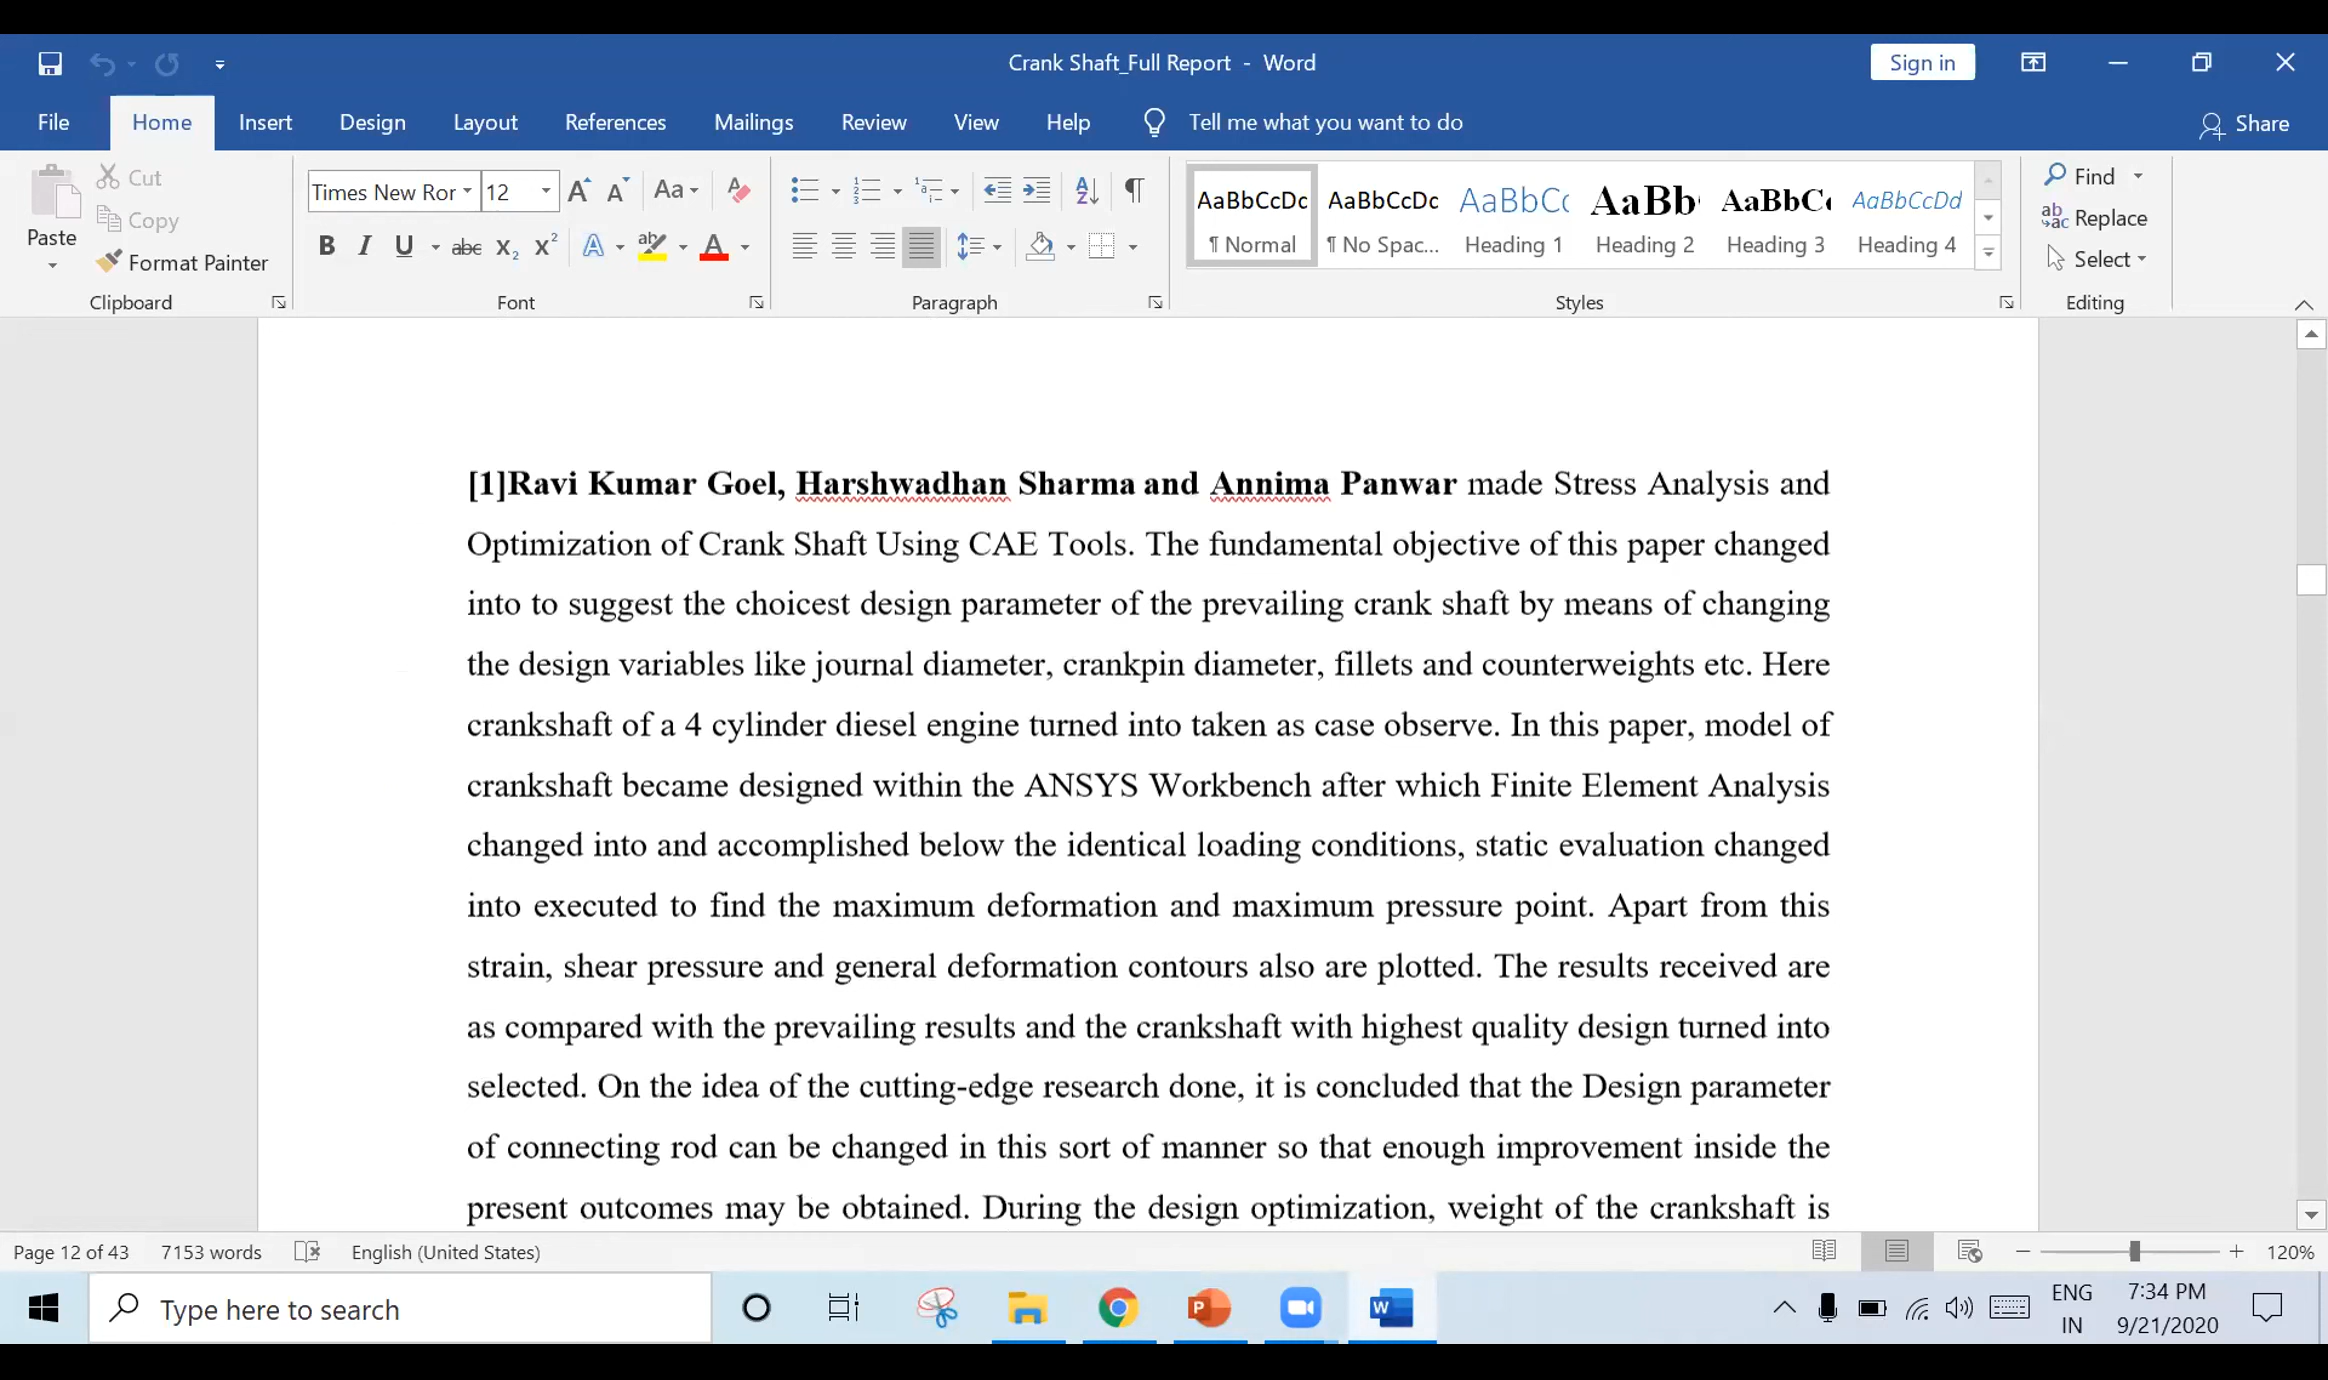 Crank Shaft_Full Report - Word
Sign in
File Home Insert Design Layout References Mailings Review View Help Tell me what you want to do Share
Paste Cut Copy Format Painter
Clipboard
Times New Ror 12
Font
Paragraph
AaBbCcDc AaBbCcDc AaBbCc AaBb AaBbC AaBbCcDd
¶ Normal ¶ No Spac... Heading 1 Heading 2 Heading 3 Heading 4
Styles
Find
Replace
Select
Editing
[1]Ravi Kumar Goel, Harshwadhan Sharma and Annima Panwar made Stress Analysis and
Optimization of Crank Shaft Using CAE Tools. The fundamental objective of this paper changed
into to suggest the choicest design parameter of the prevailing crank shaft by means of changing
the design variables like journal diameter, crankpin diameter, fillets and counterweights etc. Here
crankshaft of a 4 cylinder diesel engine turned into taken as case observe. In this paper, model of
crankshaft became designed within the ANSYS Workbench after which Finite Element Analysis
changed into and accomplished below the identical loading conditions, static evaluation changed
into executed to find the maximum deformation and maximum pressure point. Apart from this
strain, shear pressure and general deformation contours also are plotted. The results received are
as compared with the prevailing results and the crankshaft with highest quality design turned into
selected. On the idea of the cutting-edge research done, it is concluded that the Design parameter
of connecting rod can be changed in this sort of manner so that enough improvement inside the
present outcomes may be obtained. During the design optimization, weight of the crankshaft is
Page 12 of 43 7153 words English (United States) 120%
Type here to search
ENG
IN
7:34 PM
9/21/2020